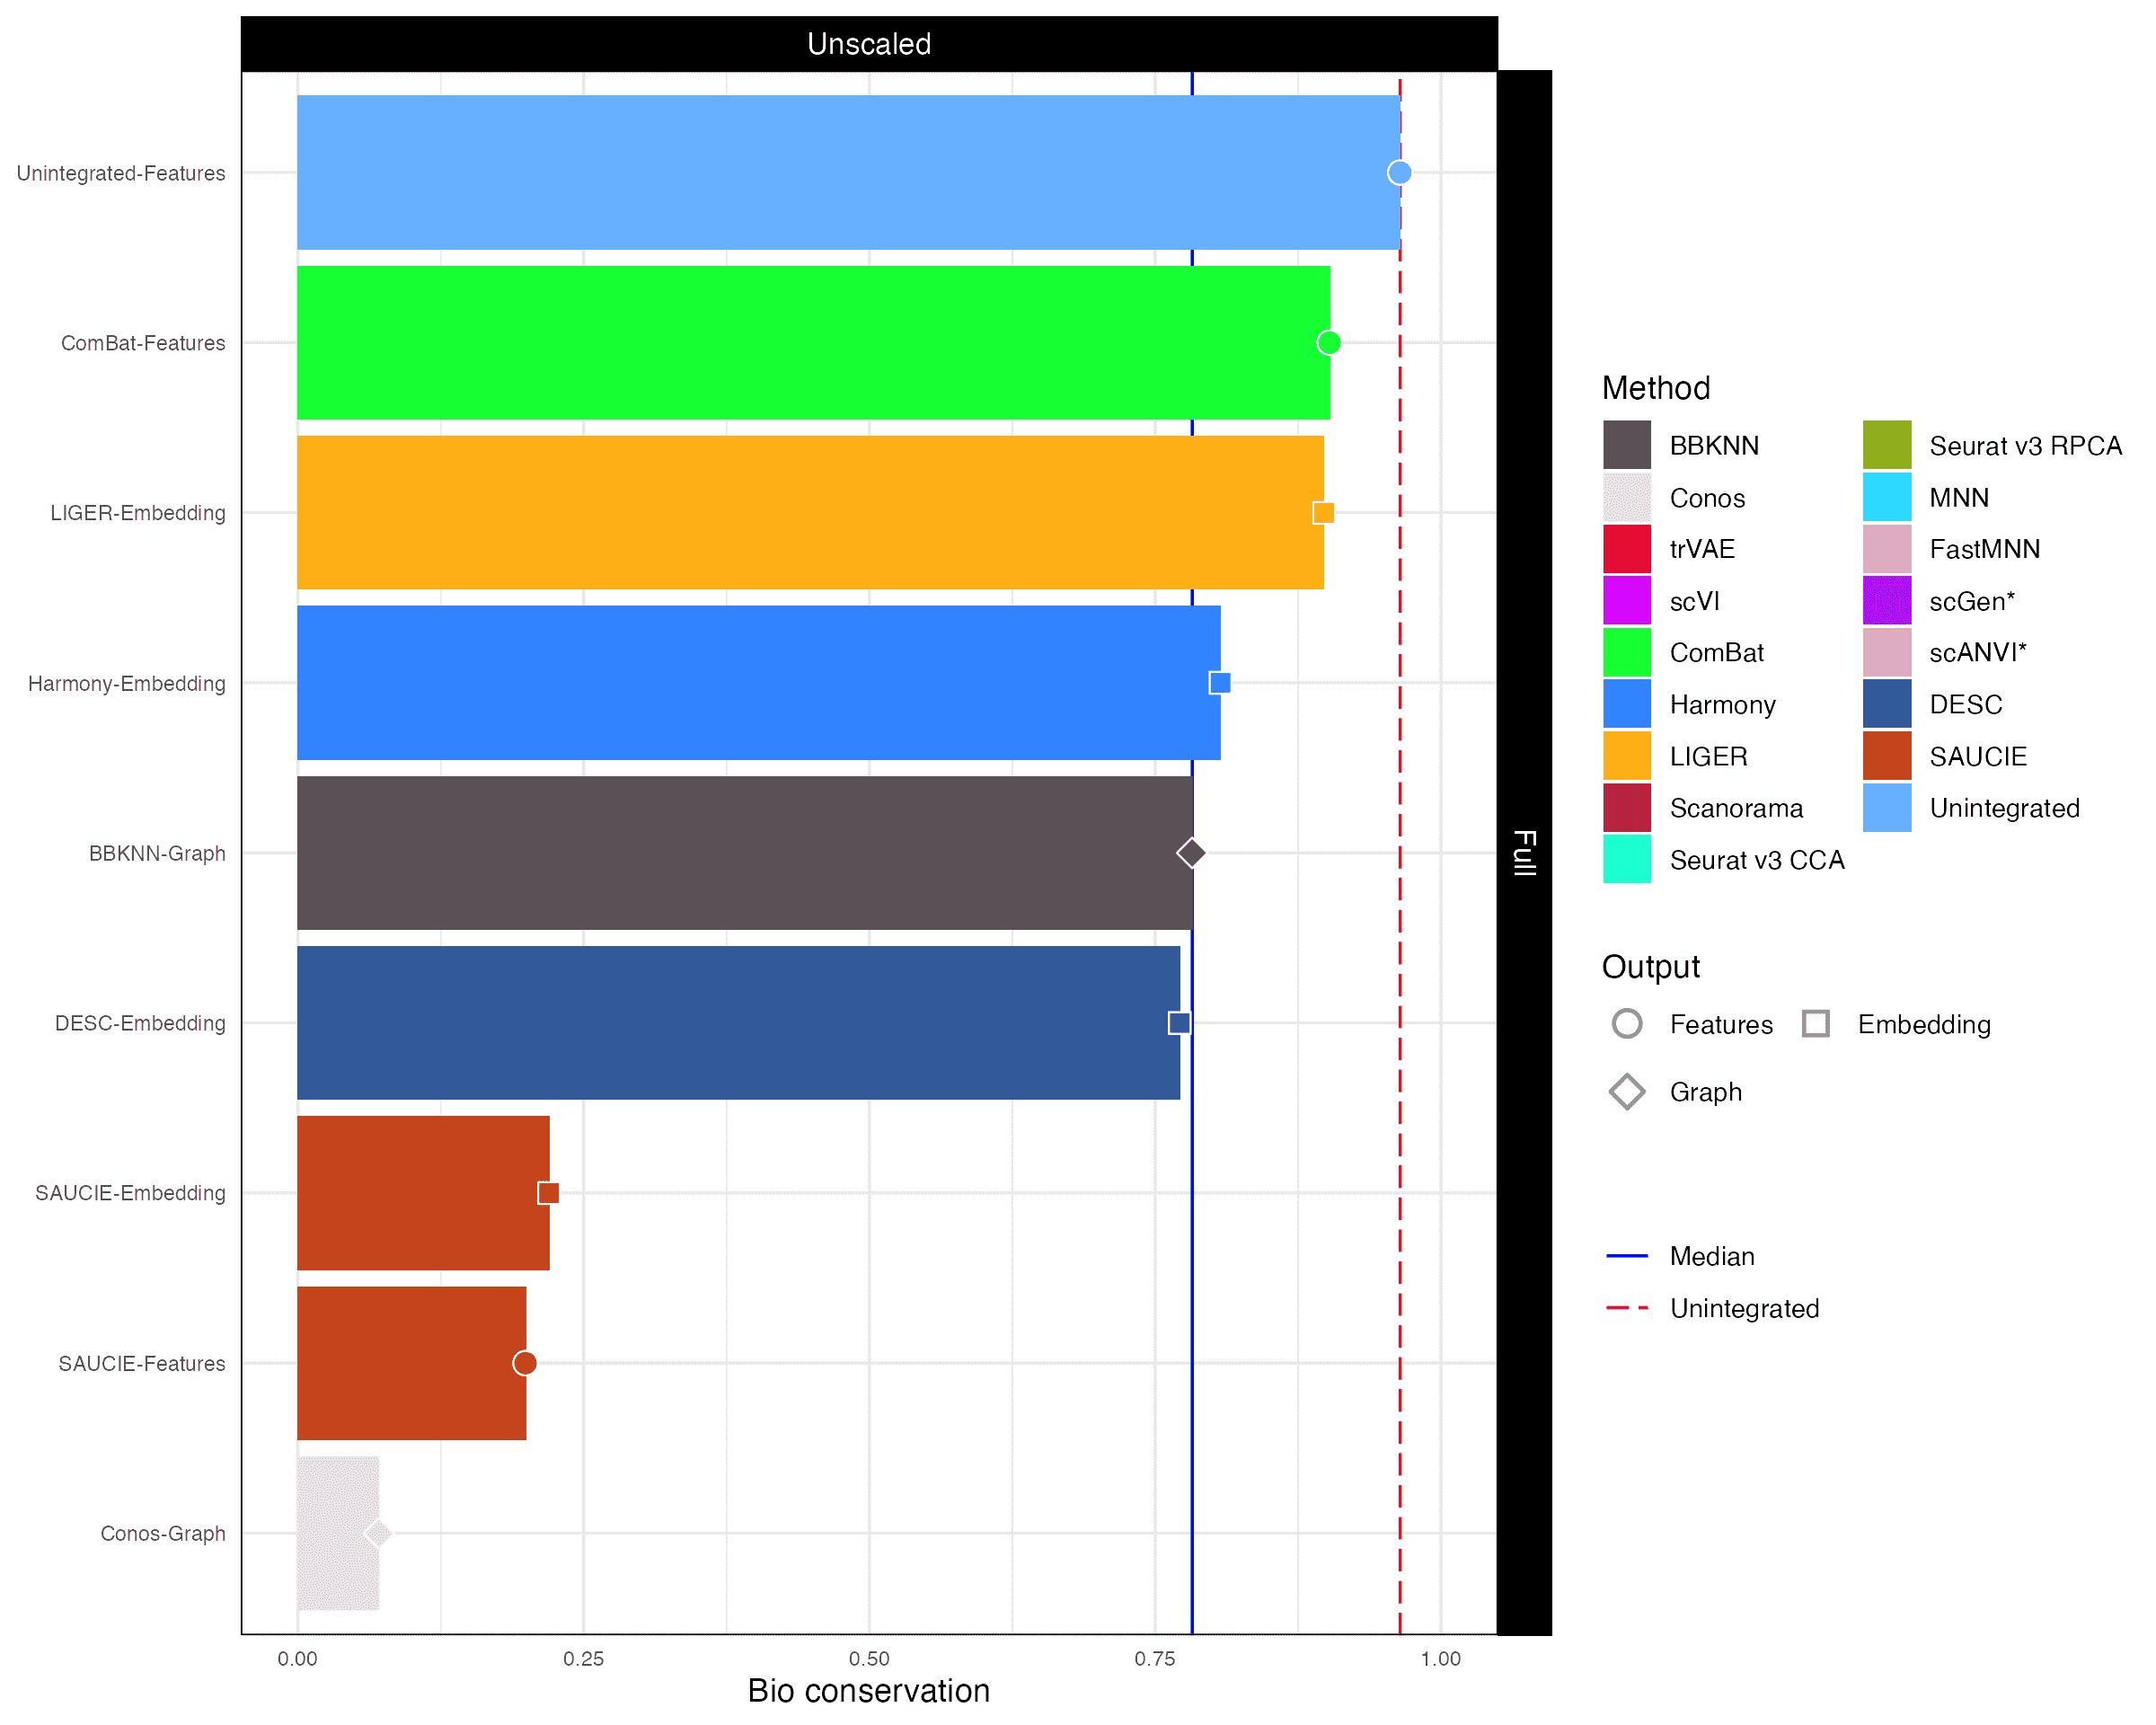 Unscaled
Unintegrated-Features
ComBat-Features
LIGER-Embedding
Harmony-Embedding
BBKNN-Graph
DESC-Embedding
SAUCIE-Embedding
SAUCIE-Features
Conos-Graph
0.00 0.25 0.50 0.75 1.00
Bio conservation
Full
Method
BBKNN
Conos
trVAE
scVI
ComBat
Harmony
LIGER
Scanorama
Seurat v3 CCA
Seurat v3 RPCA
MNN
FastMNN
scGen*
scANVI*
DESC
SAUCIE
Unintegrated
Output
Features Embedding
Graph
Median
Unintegrated